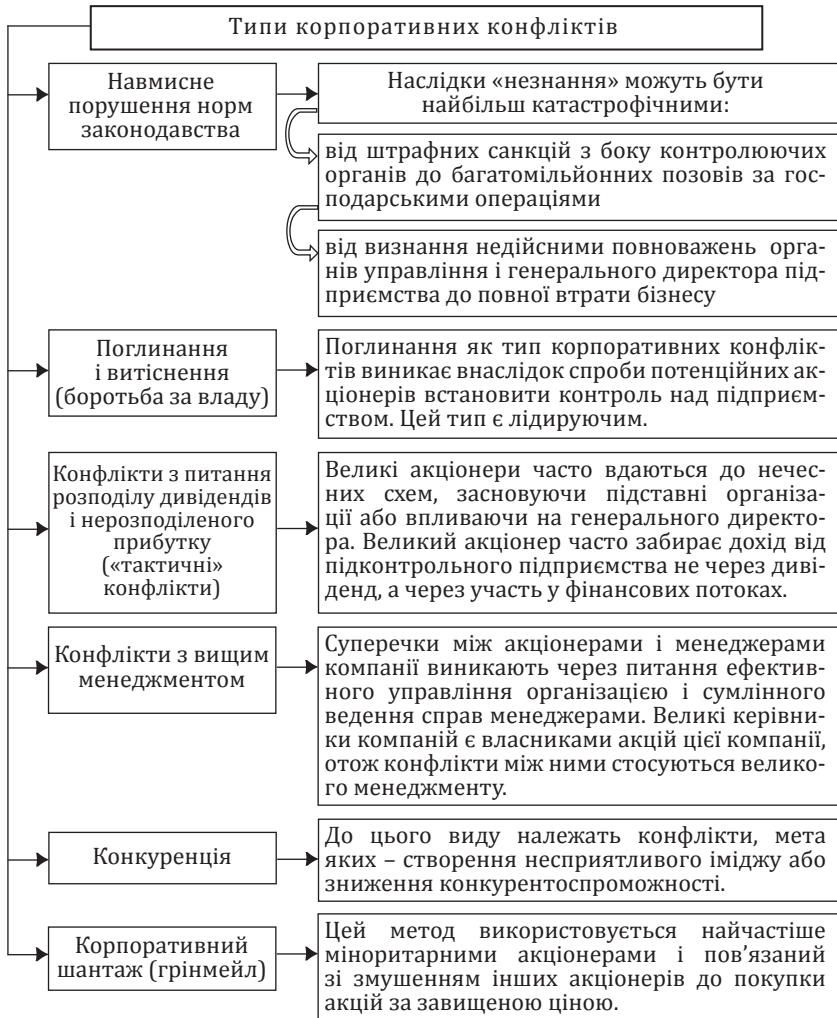 Типи корпоративних конфліктів
Навмисне
порушення норм
законодавства
Наслідки «незнання» можуть бути
найбільш катастрофічними:
від штрафних санкцій з боку контролюючих
органів до багатомільйонних позовів за гос-
подарськими операціями
від визнання недійсними повноважень орга-
нів управління і генерального директора під-
приємства до повної втрати бізнесу
Поглинання
і витіснення
(боротьба за владу)
Поглинання як тип корпоративних конфлік-
тів виникає внаслідок спроби потенційних ак-
ціонерів встановити контроль над підприєм-
ством. Цей тип є лідируючим.
Конфлікти з питання
розподілу дивідендів
і нерозподіленого
прибутку
(«тактичні»
конфлікти)
Великі акціонери часто вдаються до нечес-
них схем, засновуючи підставні організа-
ції або впливаючи на генерального директо-
ра. Великий акціонер часто забирає дохід від
підконтрольного підприємства не через диві-
денд, а через участь у фінансових потоках.
Конфлікти з вищим
менеджментом
Суперечки між акціонерами і менеджерами
компанії виникають через питання ефектив-
ного управління організацією і сумлінного
ведення справ менеджерами. Великі керівни-
ки компаній є власниками акцій цієї компанії,
отож конфлікти між ними стосуються велико-
го менеджменту.
Конкуренція
До цього виду належать конфлікти, мета
яких – створення несприятливого іміджу або
зниження конкурентоспроможності.
Корпоративний
шантаж (грінмейл)
Цей метод використовується найчастіше
міноритарними акціонерами і пов’язаний
зі змушенням інших акціонерів до покупки
акцій за завищеною ціною.